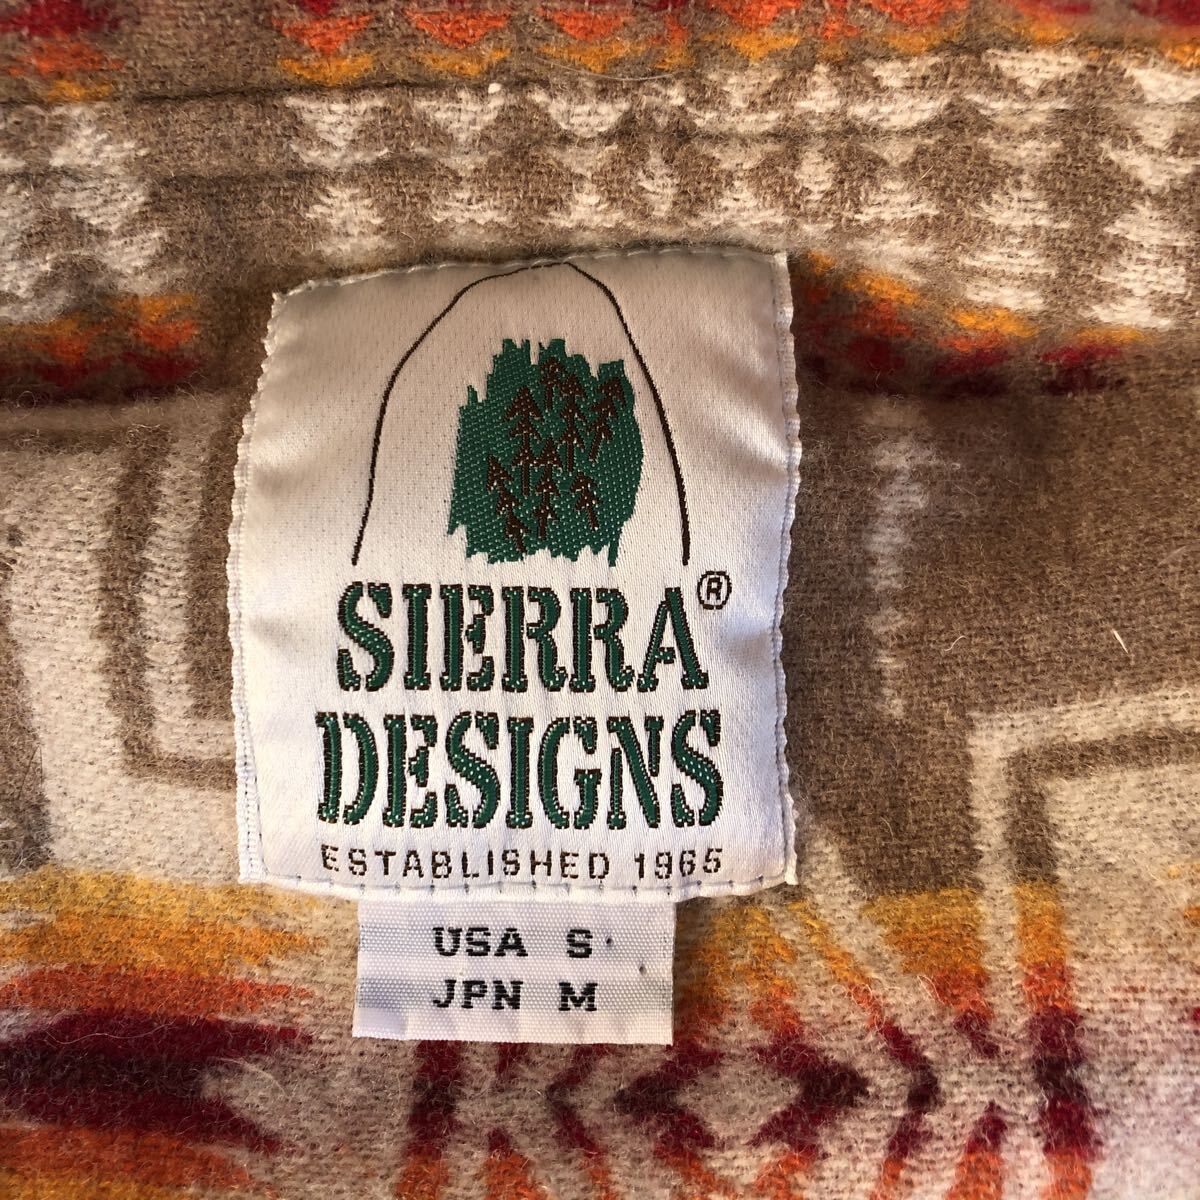 SIERRA®
DESIGNS
ESTABLISHED 1965
USA S
JPN M